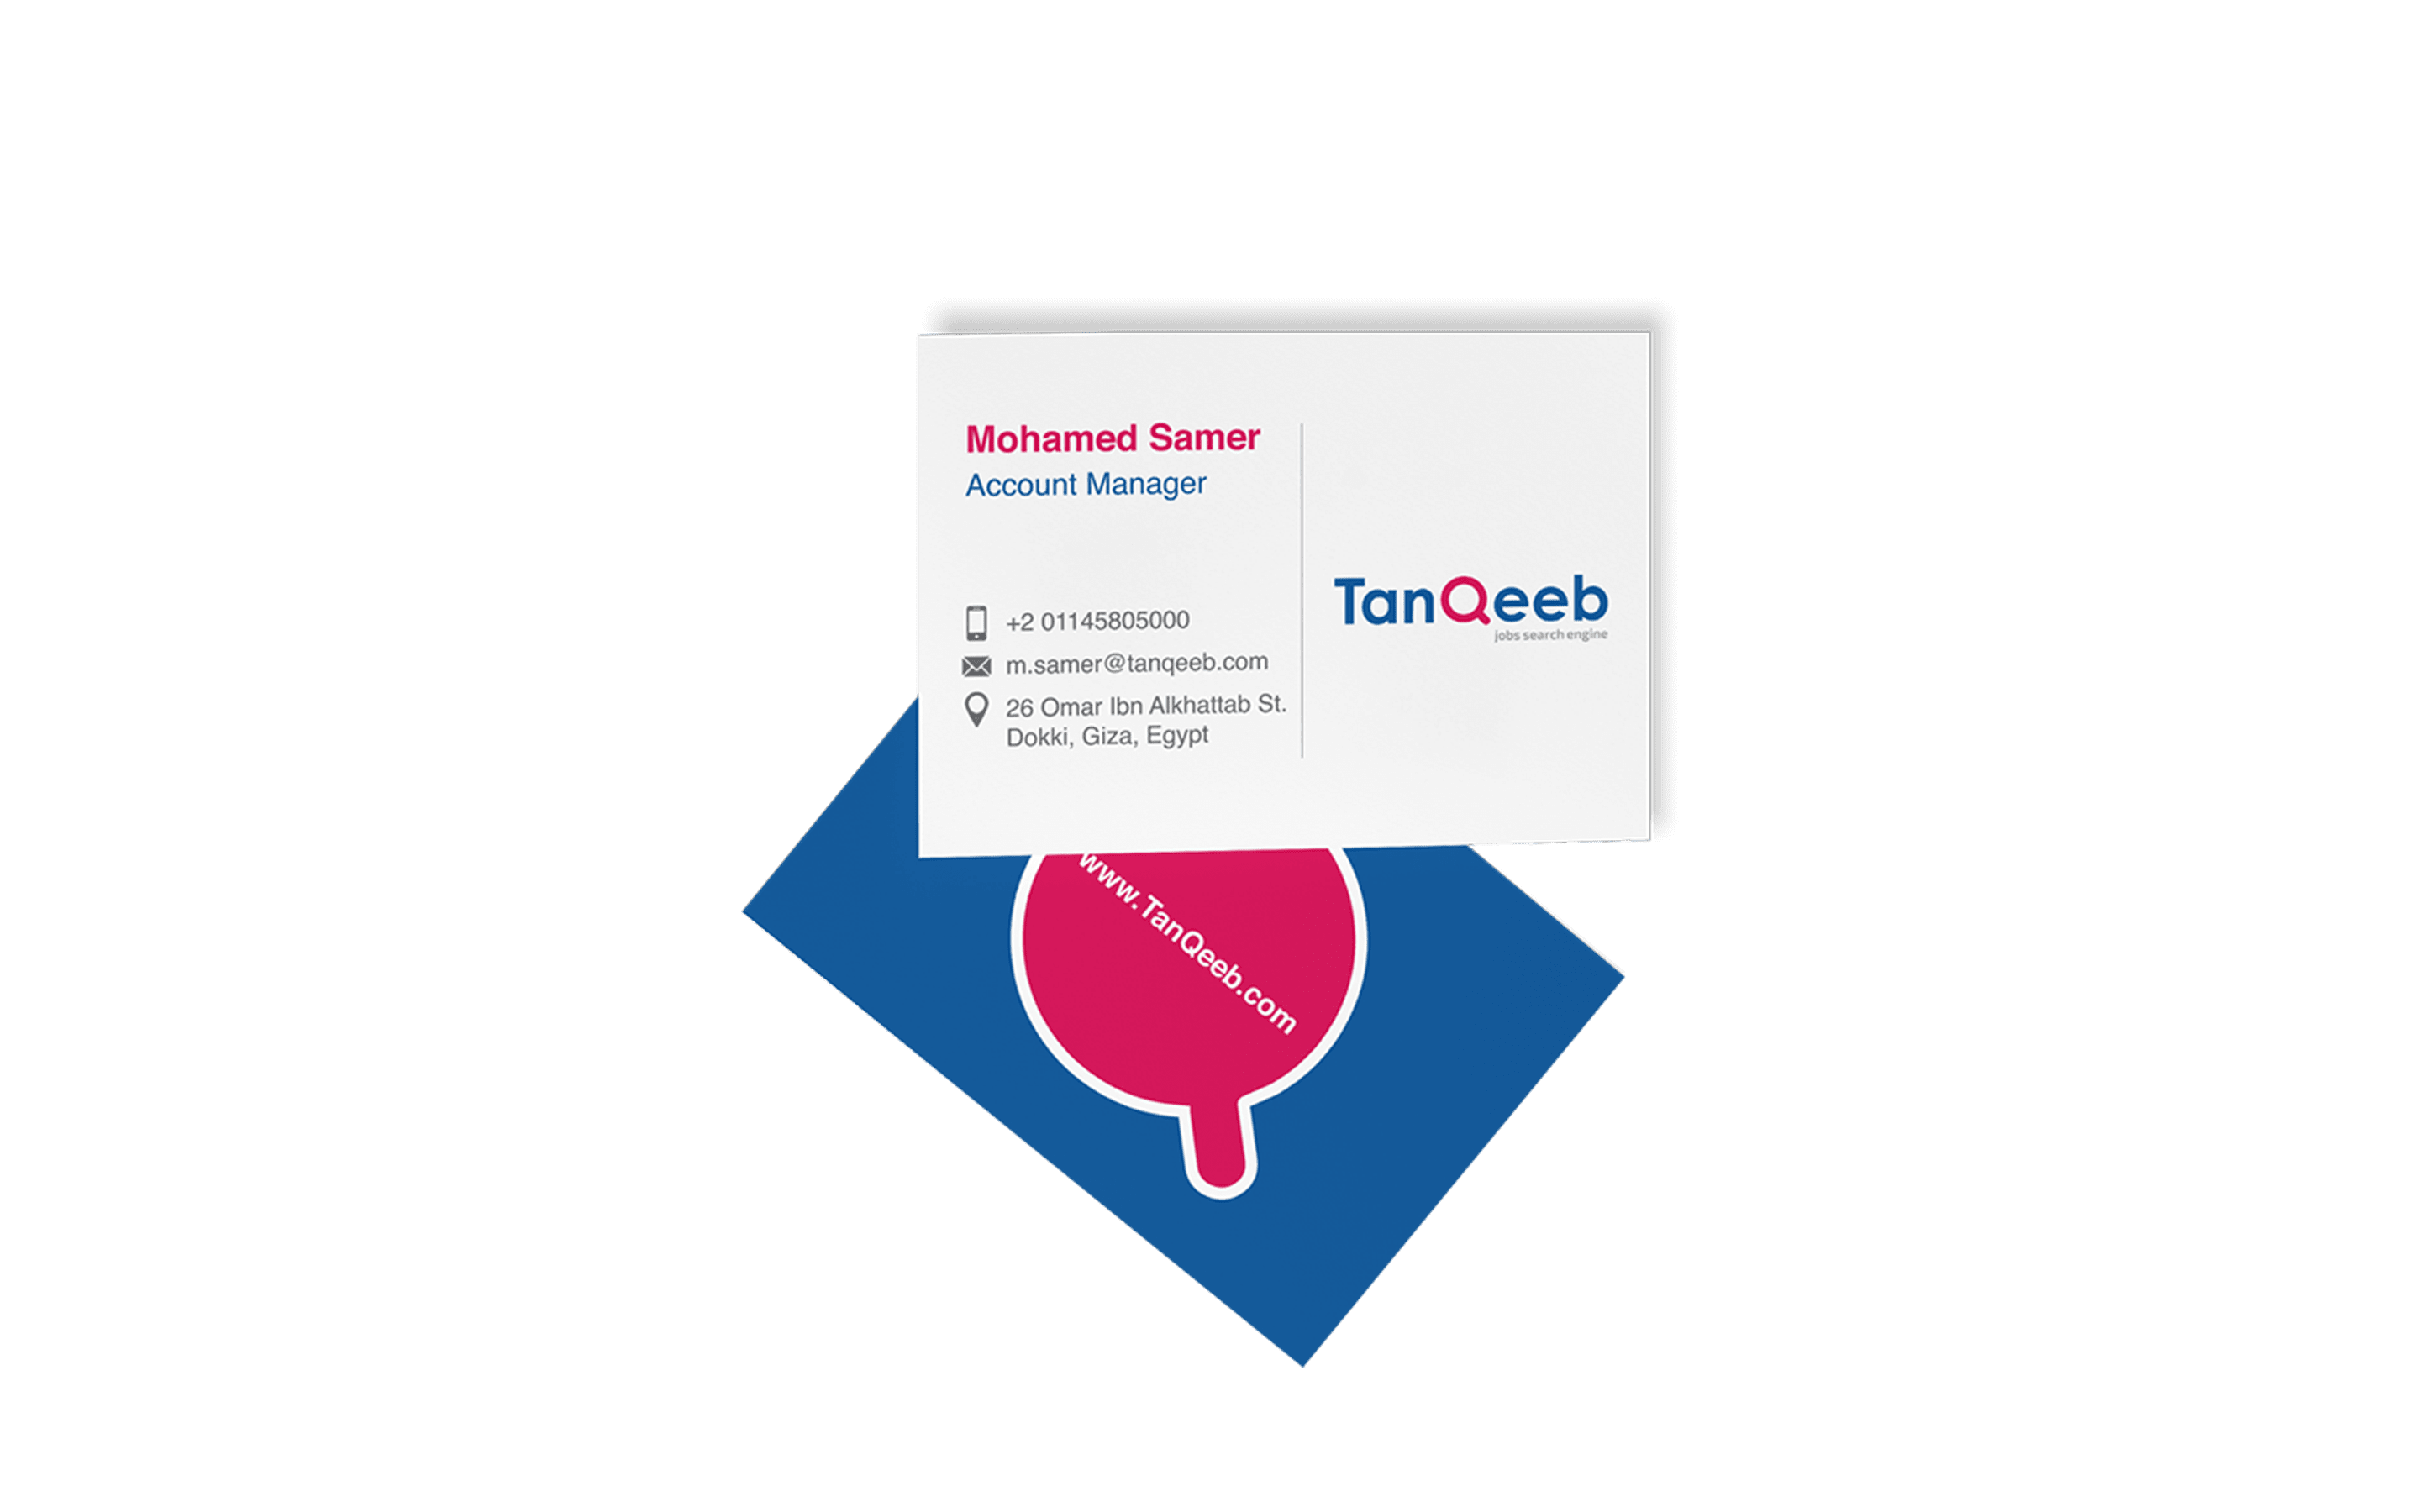 Mohamed Samer
Account Manager
+2 01145805000
m.samer@tanqeeb.com
26 Omar Ibn Alkhattab St.
Dokki, Giza, Egypt
TanQeeb
jobs search engine
www.TanQeeb.com